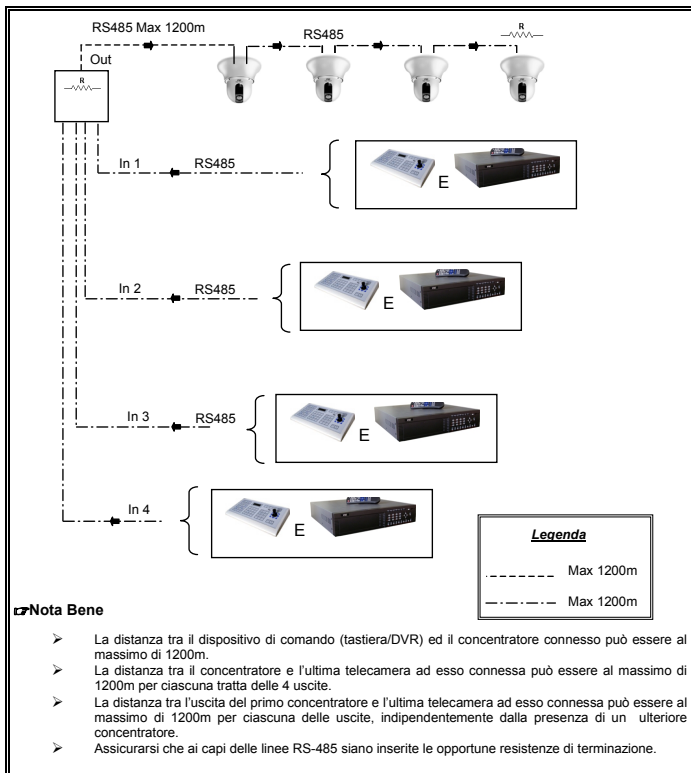 RS485 Max 1200m
RS485
R
Out
R
In 1
RS485
E
In 2
RS485
E
In 3
RS485
E
In 4
E
Legenda
Max 1200m
Max 1200m
☞Nota Bene
➢ La distanza tra il dispositivo di comando (tastiera/DVR) ed il concentratore connesso può essere al
massimo di 1200m.
➢ La distanza tra il concentratore e l'ultima telecamera ad esso connessa può essere al massimo di
1200m per ciascuna tratta delle 4 uscite.
➢ La distanza tra l'uscita del primo concentratore e l'ultima telecamera ad esso connessa può essere al
massimo di 1200m per ciascuna delle uscite, indipendentemente dalla presenza di un ulteriore
concentratore.
➢ Assicurarsi che ai capi delle linee RS-485 siano inserite le opportune resistenze di terminazione.